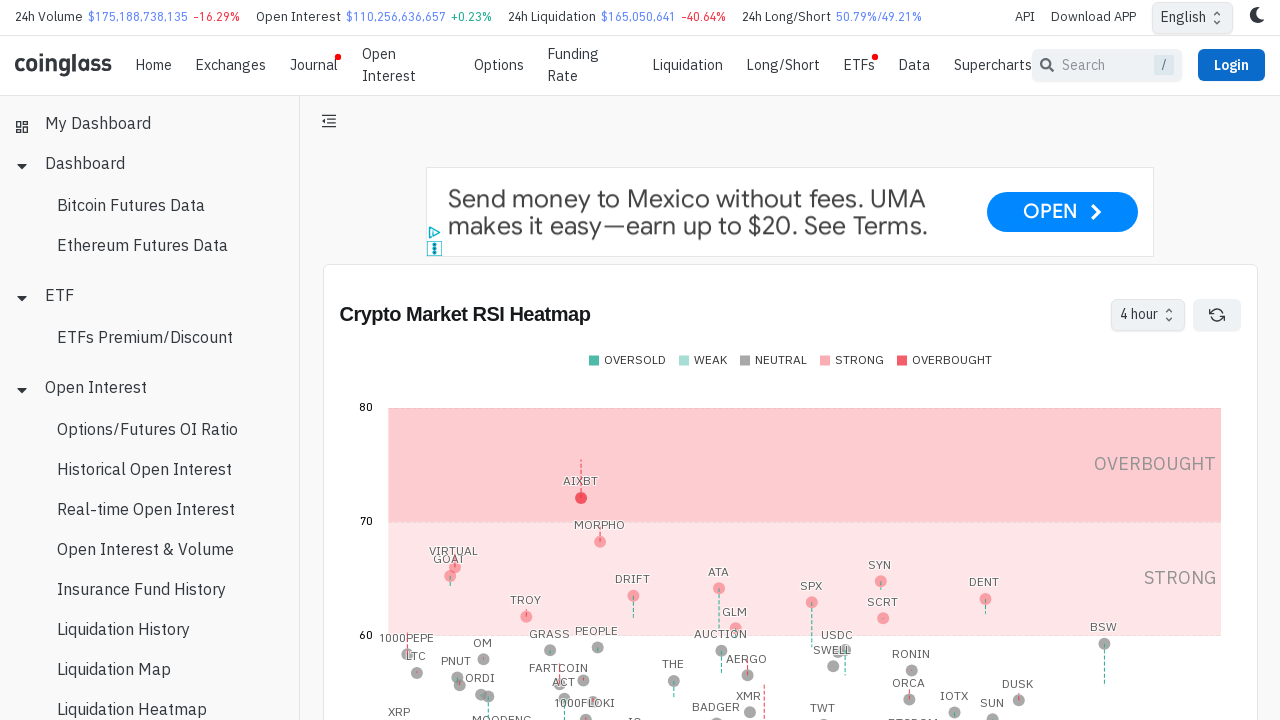 24h Volume $175,188,738,135 -16.29% Open Interest $110,256,636,657 +0.23% 24h Liquidation $165,050,641 -40.64% 24h Long/Short 50.79%/49.21% API Download APP English
coinglass Home Exchanges Journal Open Interest Options Funding Rate Liquidation Long/Short ETFs Data Supercharts Search / Login
My Dashboard
Dashboard
Bitcoin Futures Data
Ethereum Futures Data
ETF
ETFs Premium/Discount
Open Interest
Options/Futures OI Ratio
Historical Open Interest
Real-time Open Interest
Open Interest & Volume
Insurance Fund History
Liquidation History
Liquidation Map
Liquidation Heatmap
Send money to Mexico without fees. UMA
makes it easy—earn up to $20. See Terms.
OPEN
Crypto Market RSI Heatmap
4 hour
OVERSOLD WEAK NEUTRAL STRONG OVERBOUGHT
80
OVERBOUGHT
AIXBT
70
MORPHO
VIRTUAL
GOAT
SYN
ATA
STRONG
DRIFT
DENT
SPX
TROY
SCRT
GLM
BSW
60
1000PEPE
GRASS
PEOPLE
AUCTION
USDC
OM
SWELL
LTC
RONIN
PNUT
AERGO
THE
FARTCOIN
ORDI
ACT
ORCA
DUSK
XMR
IOTX
1000FLOKI
SUN
BADGER
TWT
XRP